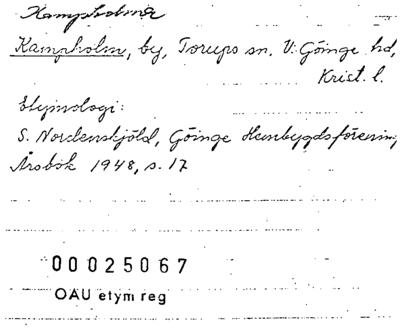 Kampholma
Kampholm, by, Torups sn. V. Göinge hd,
Krist. l.
Etymologi:
S. Nordenskjöld, Göinge Hembygdsförening
Årsbok 1948, s. 17
00025067
OAU etym reg